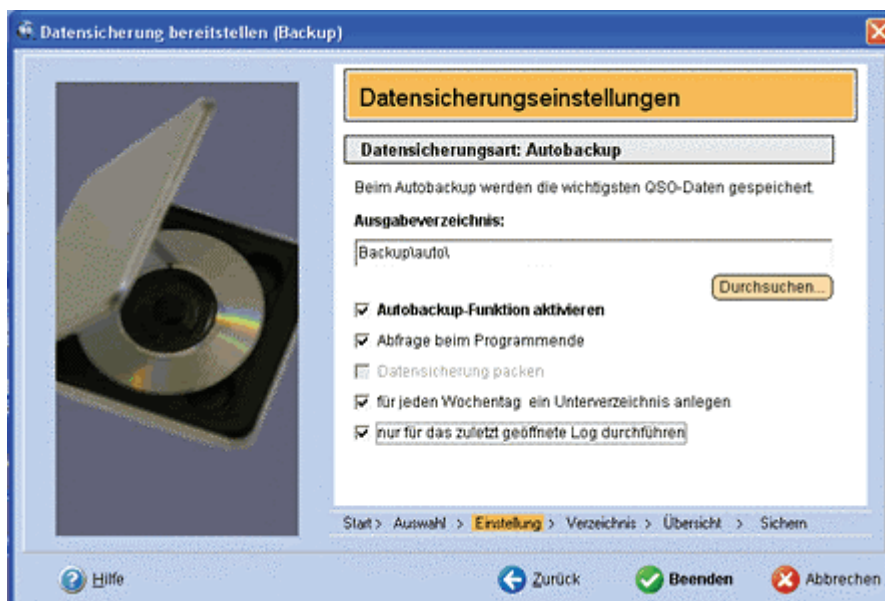 Datensicherung bereitstellen (Backup)
Datensicherungseinstellungen
Datensicherungsart: Autobackup
Beim Autobackup werden die wichtigsten QSO-Daten gespeichert.
Ausgabeverzeichnis:
Backup\auto\
Durchsuchen...
Autobackup-Funktion aktivieren
Abfrage beim Programmende
Datensicherung packen
für jeden Wochentag ein Unterverzeichnis anlegen
nur für das zuletzt geöffnete Log durchführen
Start > Auswahl > Einstellung > Verzeichnis > Übersicht > Sichern
Hilfe Zurück Beenden Abbrechen